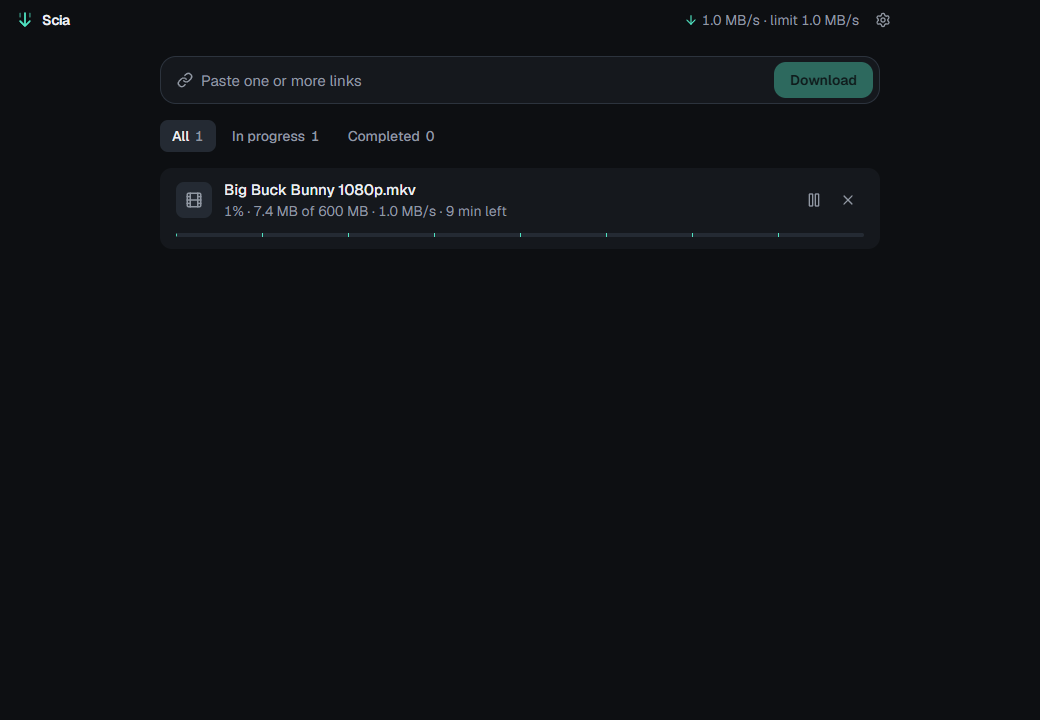 Scia
1.0 MB/s · limit 1.0 MB/s
Paste one or more links
Download
All 1
In progress 1
Completed 0
Big Buck Bunny 1080p.mkv
1% · 7.4 MB of 600 MB · 1.0 MB/s · 9 min left